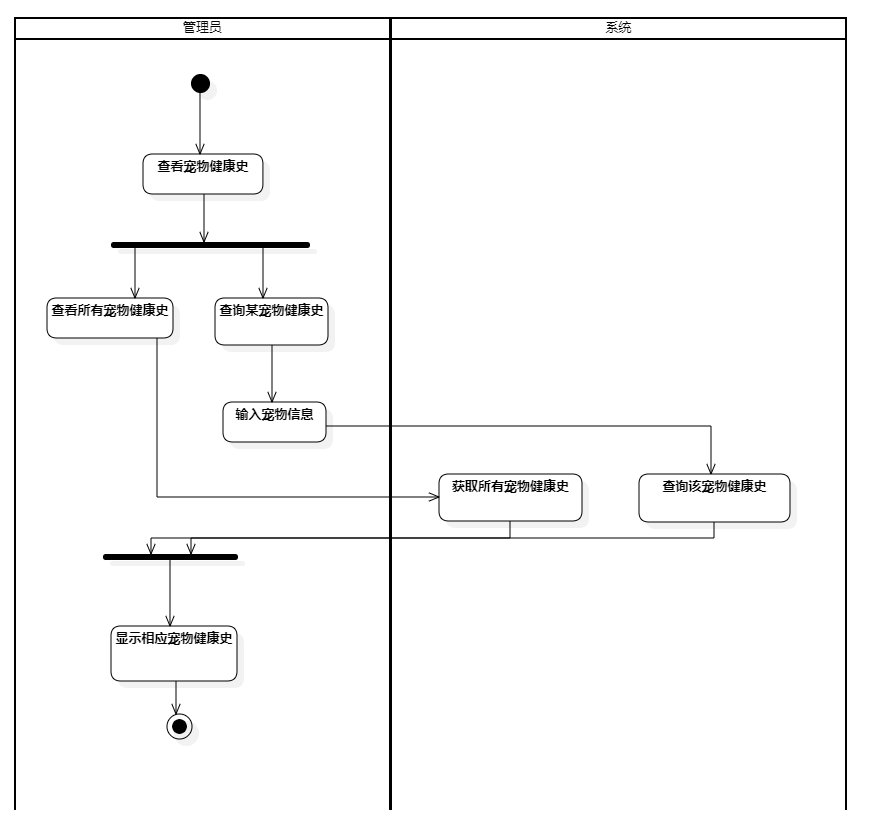 管理员
系统
查看宠物健康史
查看所有宠物健康史
查询某宠物健康史
输入宠物信息
获取所有宠物健康史
查询该宠物健康史
显示相应宠物健康史